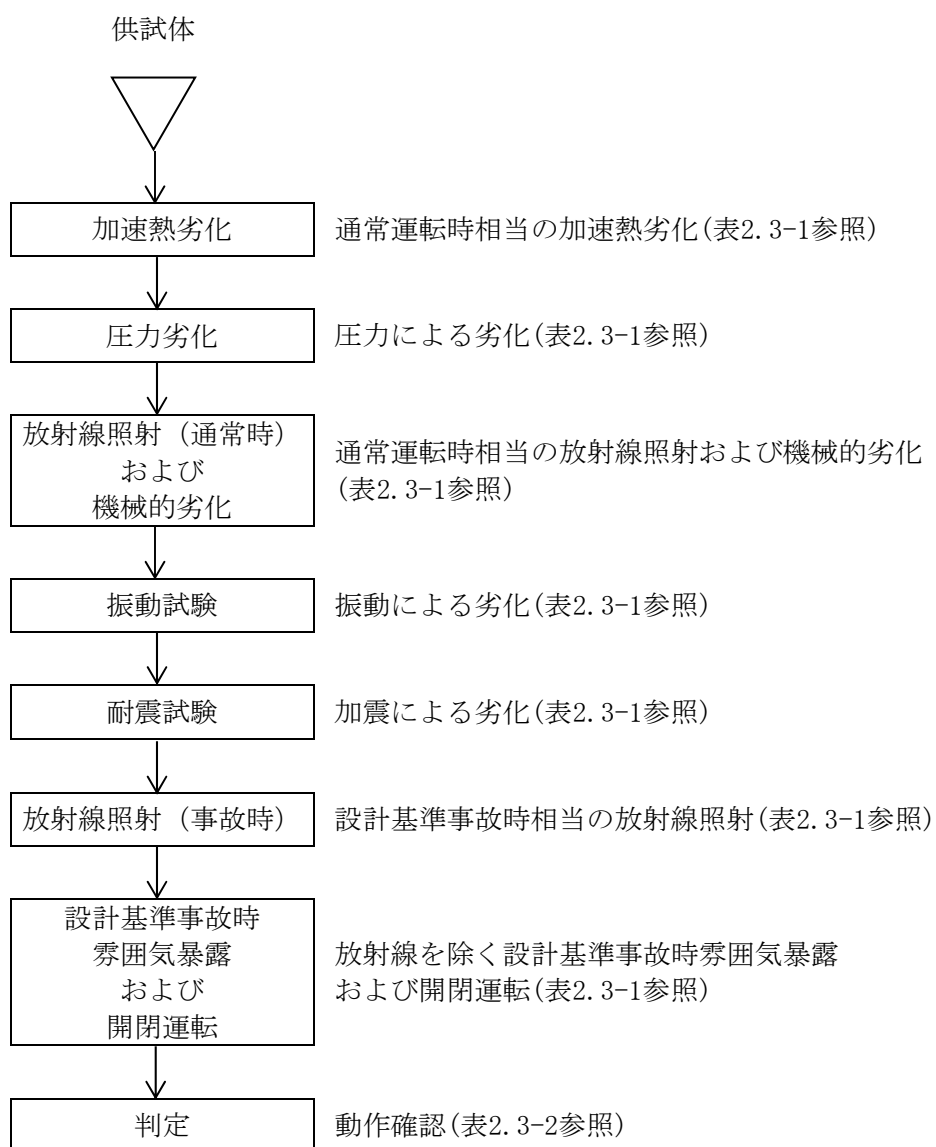 供試体
加速熱劣化
通常運転時相当の加速熱劣化(表2.3-1参照)
圧力劣化
圧力による劣化(表2.3-1参照)
放射線照射（通常時）
および
機械的劣化
通常運転時相当の放射線照射および機械的劣化
(表2.3-1参照)
振動試験
振動による劣化(表2.3-1参照)
耐震試験
加震による劣化(表2.3-1参照)
放射線照射（事故時）
設計基準事故時相当の放射線照射(表2.3-1参照)
設計基準事故時
雰囲気暴露
および
開閉運転
放射線を除く設計基準事故時雰囲気暴露
および開閉運転(表2.3-1参照)
判定
動作確認(表2.3-2参照)